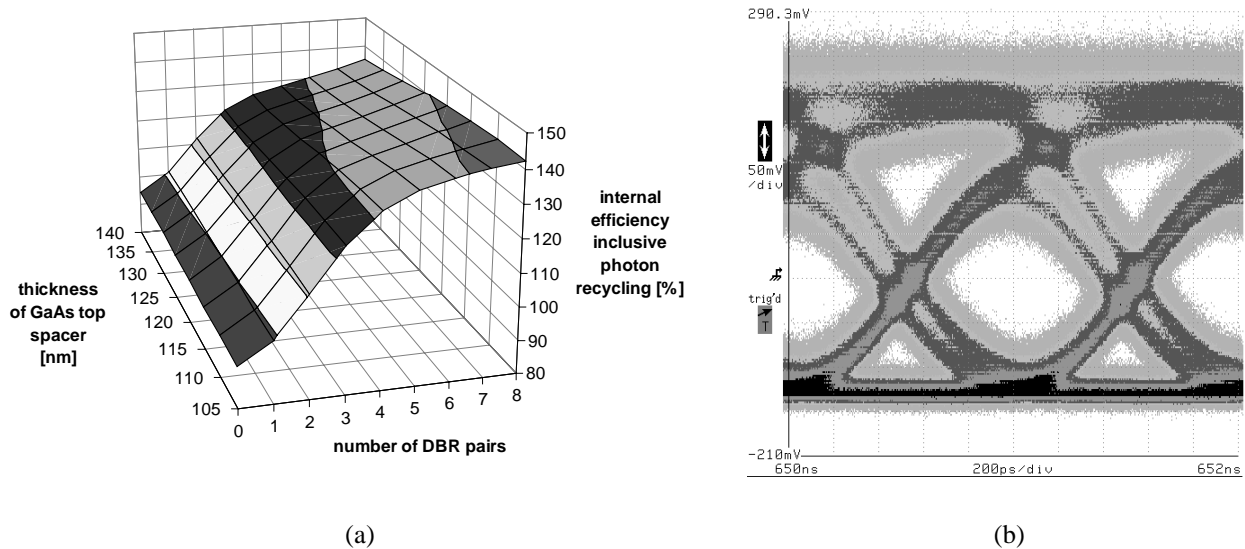 140
135
130
125
120
115
110
105
thickness
of GaAs top
spacer
[nm]
0 1 2 3 4 5 6 7 8
number of DBR pairs
150
140
130
120
110
100
90
80
internal
efficiency
inclusive
photon
recycling [%]
(a)
290.3mV
50mV
/div
trig'd
T
-210mV
650ns 200ps/div 652ns
(b)